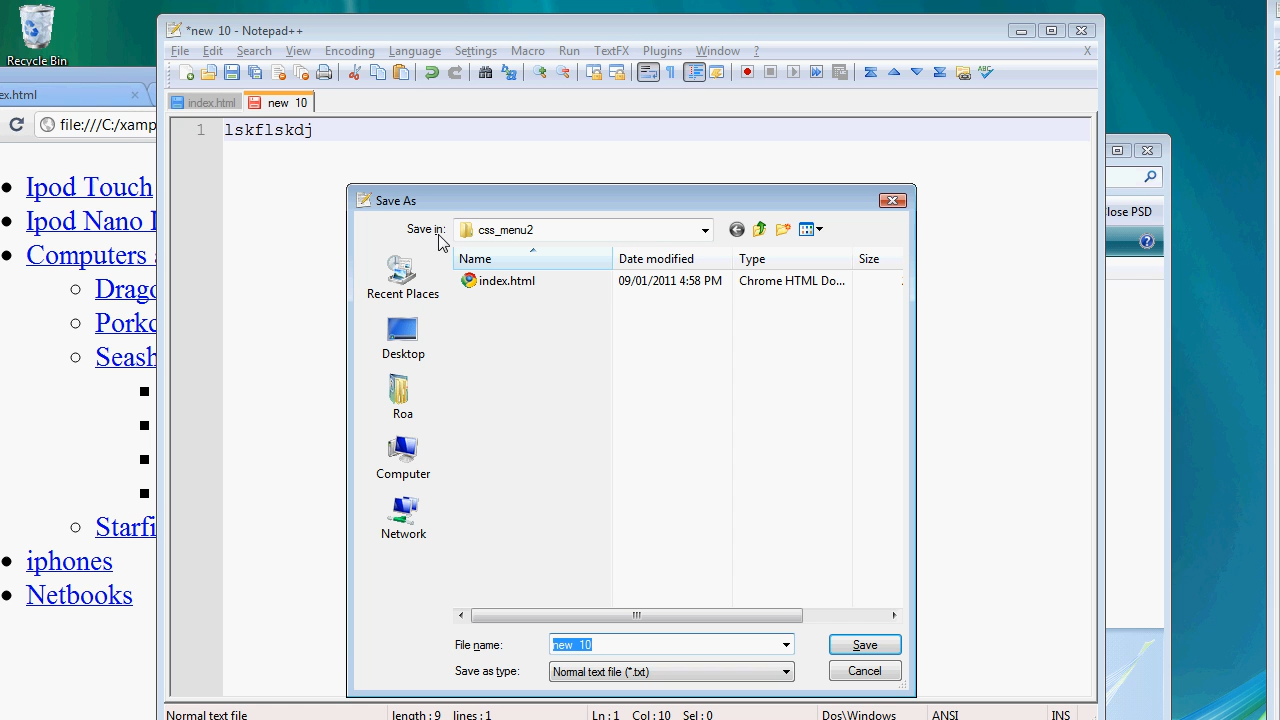 Recycle Bin
*new 10 - Notepad++
File Edit Search View Encoding Language Settings Macro Run TextFX Plugins Window ? X
ex.html
index.html
new 10
file:///C:/xamp
1 lskflskdj
Ipod Touch
Ipod Nano
Computers
Drago
Porkc
Seash
Starfi
iphones
Netbooks
Save As
Save in: css_menu2
Name Date modified Type Size
index.html 09/01/2011 4:58 PM Chrome HTML Do...
Recent Places
Desktop
Roa
Computer
Network
File name: new 10 Save
Save as type: Normal text file (*.txt) Cancel
lose PSD
Normal text file length : 9 lines : 1 Ln : 1 Col : 10 Sel : 0 Dos\Windows ANSI INS